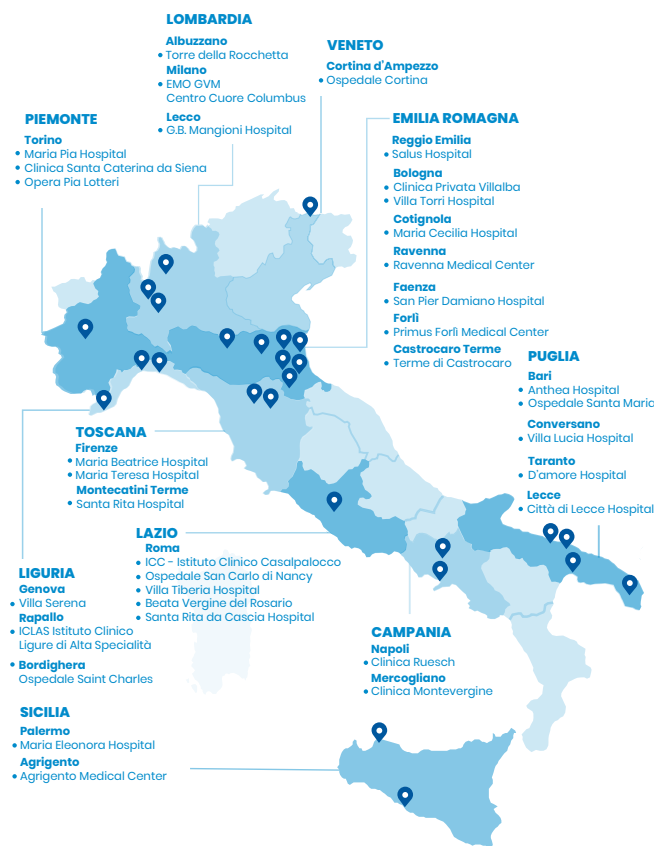 LOMBARDIA
Albuzzano
• Torre della Rocchetta
Milano
• EMO GVM
Centro Cuore Columbus
Lecco
• G.B. Mangioni Hospital
VENETO
Cortina d'Ampezzo
• Ospedale Cortina
PIEMONTE
Torino
• Maria Pia Hospital
• Clinica Santa Caterina da Siena
• Opera Pia Lotteri
EMILIA ROMAGNA
Reggio Emilia
• Salus Hospital
Bologna
• Clinica Privata Villalba
• Villa Torri Hospital
Cotignola
• Maria Cecilia Hospital
Ravenna
• Ravenna Medical Center
Faenza
• San Pier Damiano Hospital
Forlì
• Primus Forlì Medical Center
Castrocaro Terme
• Terme di Castrocaro
PUGLIA
Bari
• Anthea Hospital
• Ospedale Santa Maria
Conversano
• Villa Lucia Hospital
Taranto
• D'amore Hospital
Lecce
• Città di Lecce Hospital
TOSCANA
Firenze
• Maria Beatrice Hospital
• Maria Teresa Hospital
Montecatini Terme
• Santa Rita Hospital
LAZIO
Roma
• ICC - Istituto Clinico Casalpalocco
• Ospedale San Carlo di Nancy
• Villa Tiberia Hospital
• Beata Vergine del Rosario
• Santa Rita da Cascia Hospital
LIGURIA
Genova
• Villa Serena
Rapallo
• ICLAS Istituto Clinico
Ligure di Alta Specialità
• Bordighera
Ospedale Saint Charles
CAMPANIA
Napoli
• Clinica Ruesch
Mercogliano
• Clinica Montevergine
SICILIA
Palermo
• Maria Eleonora Hospital
Agrigento
• Agrigento Medical Center